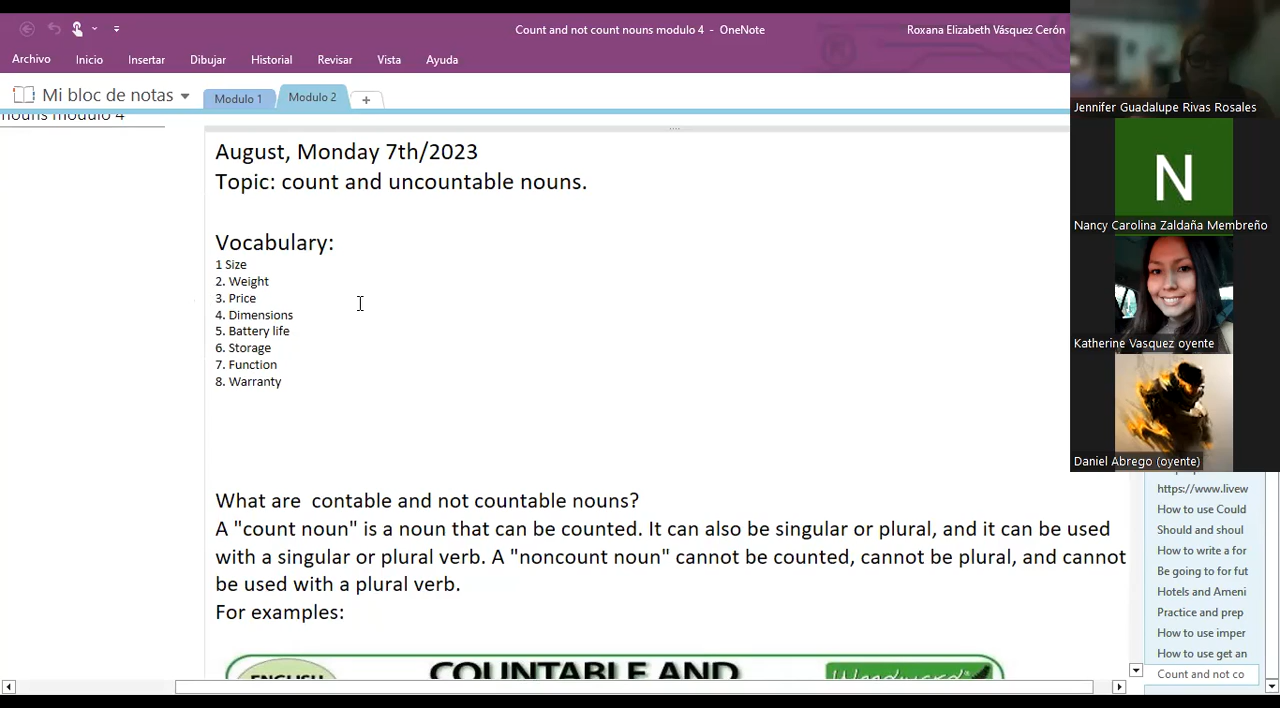 Count and not count nouns modulo 4 - OneNote
Roxana Elizabeth Vásquez Cerón
Archivo Inicio Insertar Dibujar Historial Revisar Vista Ayuda
Mi bloc de notas
Modulo 1
Modulo 2
nouns modulo 4
August, Monday 7th/2023
Topic: count and uncountable nouns.
Vocabulary:
1 Size
2. Weight
3. Price
4. Dimensions
5. Battery life
6. Storage
7. Function
8. Warranty
What are contable and not countable nouns?
A "count noun" is a noun that can be counted. It can also be singular or plural, and it can be used
with a singular or plural verb. A "noncount noun" cannot be counted, cannot be plural, and cannot
be used with a plural verb.
For examples:
ENGLISH
COUNTABLE AND
Woodward
Jennifer Guadalupe Rivas Rosales
N
Nancy Carolina Zaldaña Membreño
Katherine Vasquez oyente
Daniel Abrego (oyente)
https://www.livew
How to use Could
Should and shoul
How to write a for
Be going to for fut
Hotels and Ameni
Practice and prep
How to use imper
How to use get an
Count and not co